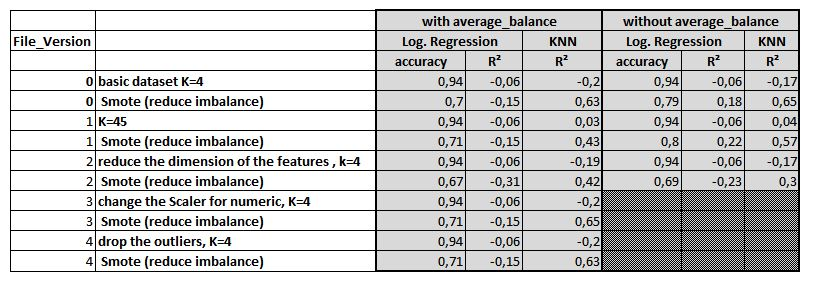 with average_balance without average_balance
File_Version Log. Regression KNN Log. Regression KNN
accuracy R² R² accuracy R² R²
0 basic dataset K=4 0,94 -0,06 -0,2 0,94 -0,06 -0,17
0 Smote (reduce imbalance) 0,7 -0,15 0,63 0,79 0,18 0,65
1 K=45 0,94 -0,06 0,03 0,94 -0,06 0,04
1 Smote (reduce imbalance) 0,71 -0,15 0,43 0,8 0,22 0,57
2 reduce the dimension of the features , k=4 0,94 -0,06 -0,19 0,94 -0,06 -0,17
2 Smote (reduce imbalance) 0,67 -0,31 0,42 0,69 -0,23 0,3
3 change the Scaler for numeric, K=4 0,94 -0,06 -0,2
3 Smote (reduce imbalance) 0,71 -0,15 0,65
4 drop the outliers, K=4 0,94 -0,06 -0,2
4 Smote (reduce imbalance) 0,71 -0,15 0,63